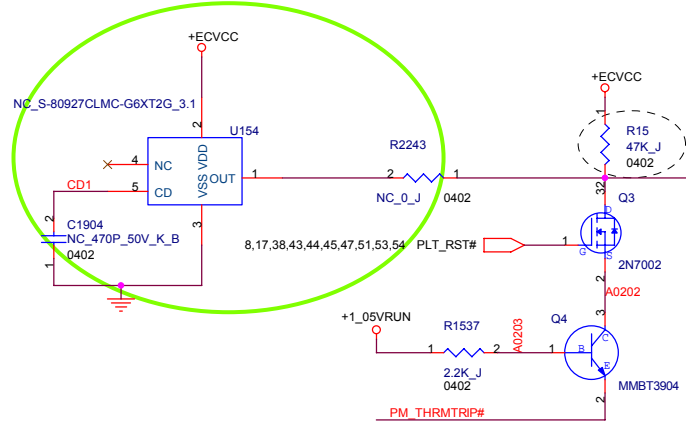 +ECVCC
NC_S-80927CLMC-G6XT2G_3.1
U154
2
4
NC
VSS VDD
OUT
1
5
CD
CD1
3
2
C1904
NC_470P_50V_K_B
0402
1
R2243
2
1
NC_0_J
0402
+ECVCC
1
R15
47K_J
0402
32
Q3
D
G
S
1
2
2N7002
8,17,38,43,44,45,47,51,53,54
PLT_RST#
A0202
3
+1_05VRUN
R1537
1
2
2.2K_J
0402
A0203
Q4
1
B
C
E
2
MMBT3904
PM_THRMTRIP#